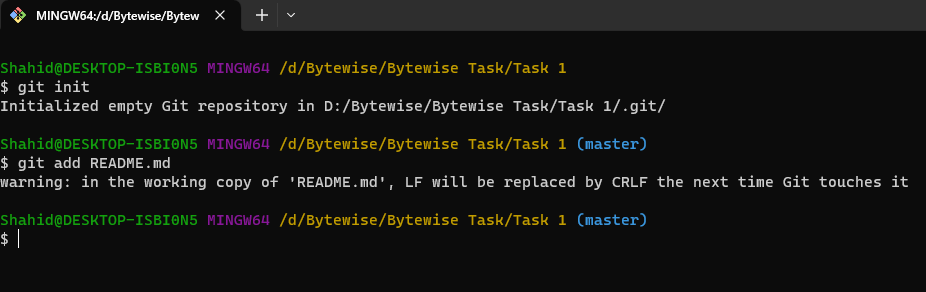 MINGW64:/d/Bytewise/Bytew
Shahid@DESKTOP-ISBI0N5 MINGW64 /d/Bytewise/Bytewise Task/Task 1
$ git init
Initialized empty Git repository in D:/Bytewise/Bytewise Task/Task 1/.git/
Shahid@DESKTOP-ISBI0N5 MINGW64 /d/Bytewise/Bytewise Task/Task 1 (master)
$ git add README.md
warning: in the working copy of 'README.md', LF will be replaced by CRLF the next time Git touches it
Shahid@DESKTOP-ISBI0N5 MINGW64 /d/Bytewise/Bytewise Task/Task 1 (master)
$